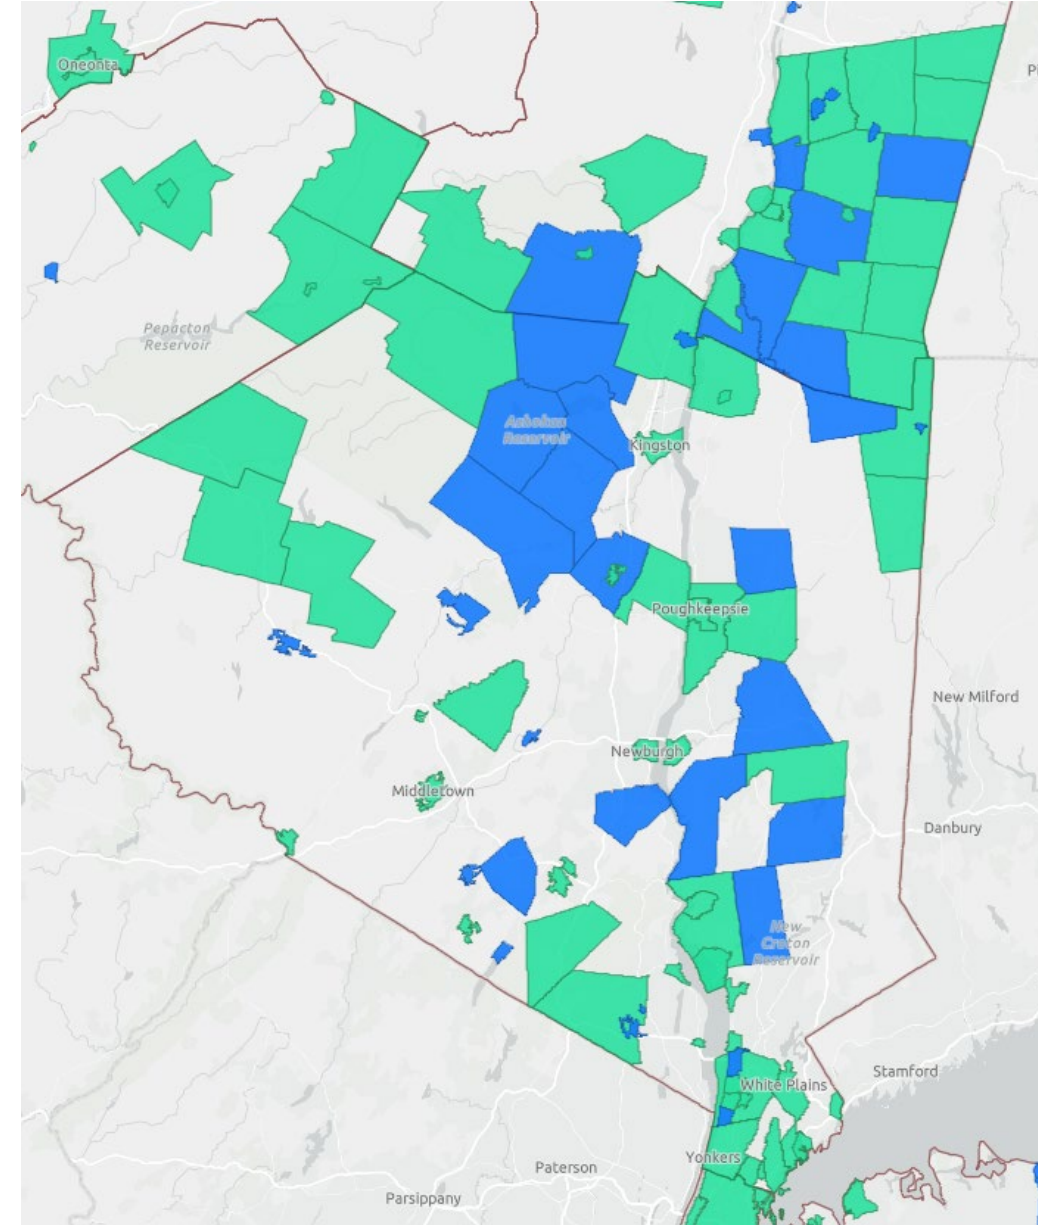 Oneonta
Pi
Pepacton
Reservoir
Ashokan
Reservoir
Kingston
Poughkeepsie
New Milford
Newburgh
Middletown
Danbury
New
Croton
Reservoir
Stamford
White Plains
Yonkers
Paterson
Parsippany